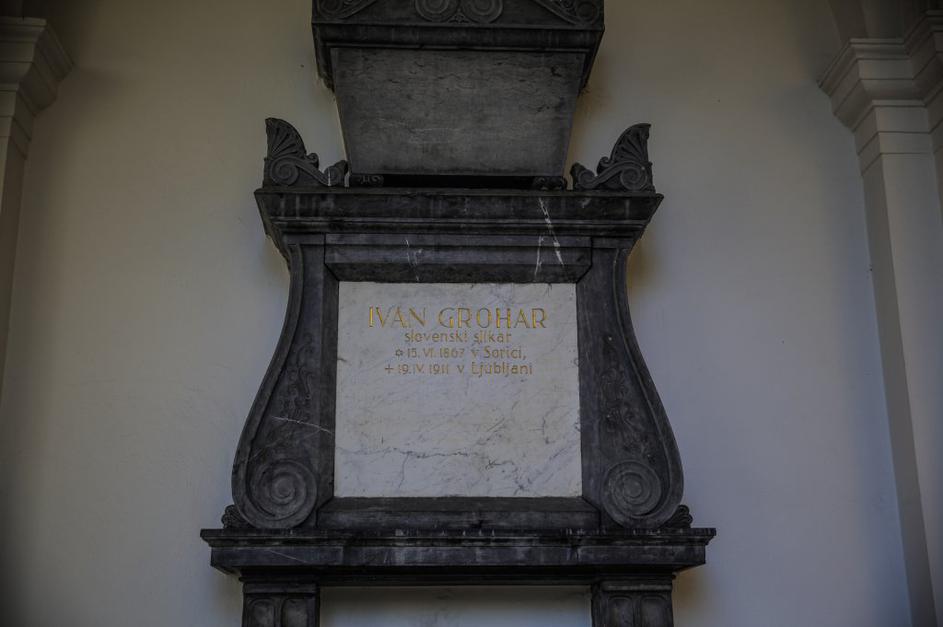 IVAN GROHAR
slovenski slikar
✡ 15. VI. 1867 v Sorici,
+ 19. IV. 1911 v Ljubljani